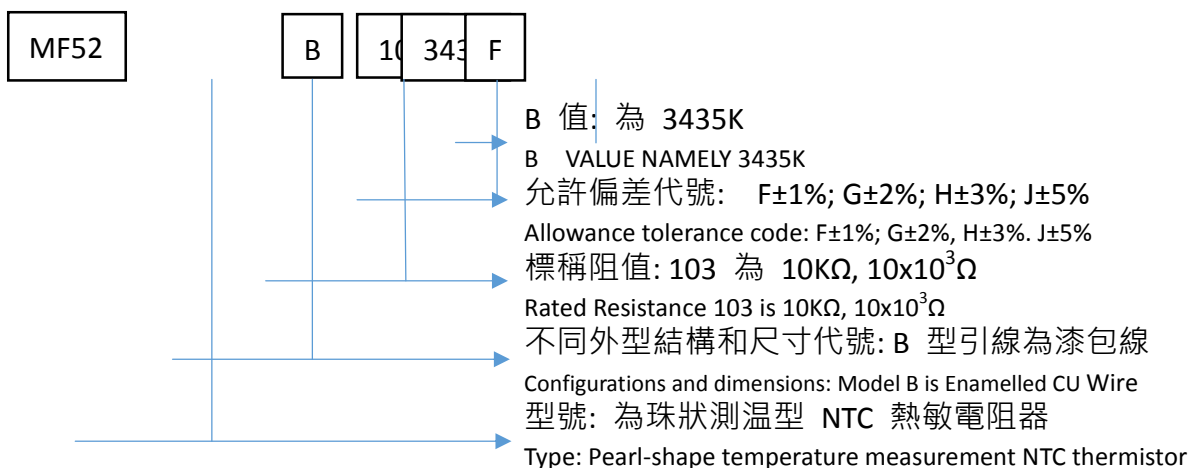 MF52 B 10 343 F
B 值: 為 3435K
B VALUE NAMELY 3435K
允許偏差代號: F±1%; G±2%; H±3%; J±5%
Allowance tolerance code: F±1%; G±2%, H±3%. J±5%
標稱阻值: 103 為 10KΩ, 10x10³Ω
Rated Resistance 103 is 10KΩ, 10x10³Ω
不同外型結構和尺寸代號: B 型引線為漆包線
Configurations and dimensions: Model B is Enamelled CU Wire
型號: 為珠狀測温型 NTC 熱敏電阻器
Type: Pearl-shape temperature measurement NTC thermistor